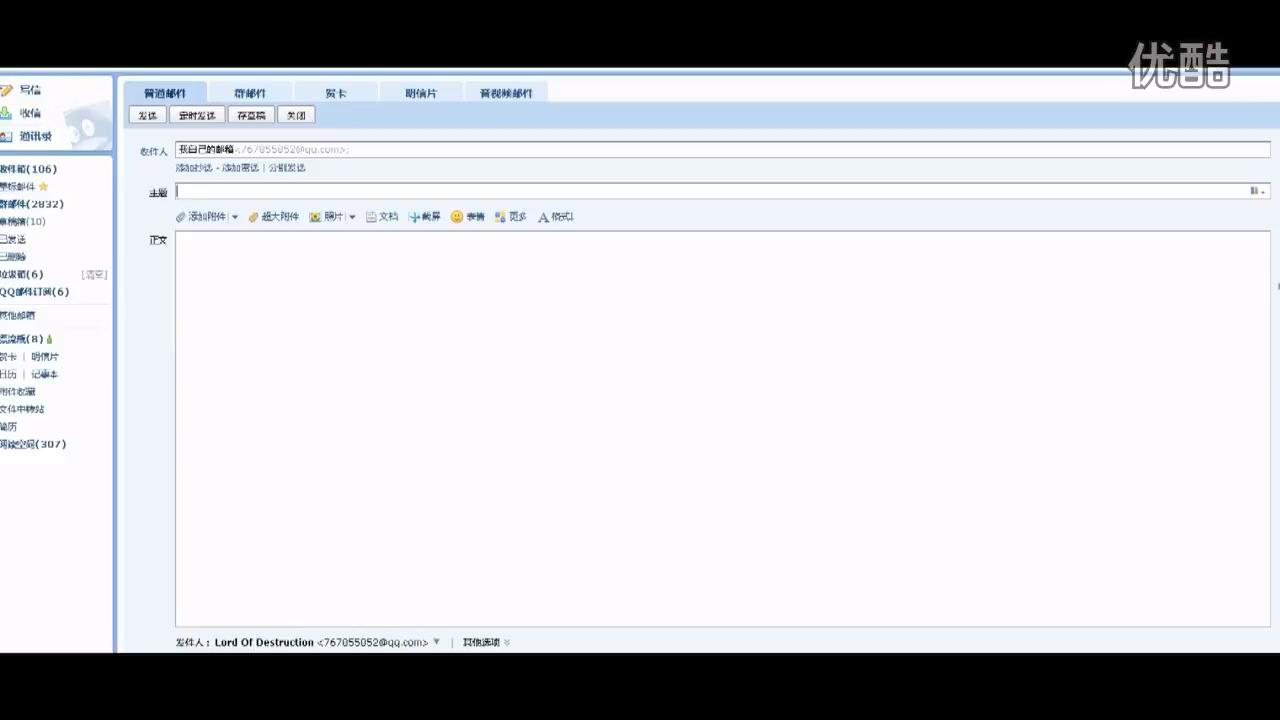 优酷
写信
收信
通讯录
收件箱(106)
星标邮件
群邮件(2832)
草稿箱(10)
已发送
已删除
垃圾箱(6) [清空]
QQ邮件订阅(6)
其他邮箱
漂流瓶(8)
贺卡 | 明信片
日历 | 记事本
附件收藏
文件中转站
简历
阅读空间(307)
普通邮件 群邮件 贺卡 明信片 音视频邮件
发送 定时发送 存草稿 关闭
收件人 我自己的邮箱<767055052@qq.com>;
添加抄送 - 添加密送 | 分别发送
主题
添加附件 超大附件 照片 文档 截屏 表情 更多 格式↓
正文
发件人：Lord Of Destruction <767055052@qq.com> | 其他选项